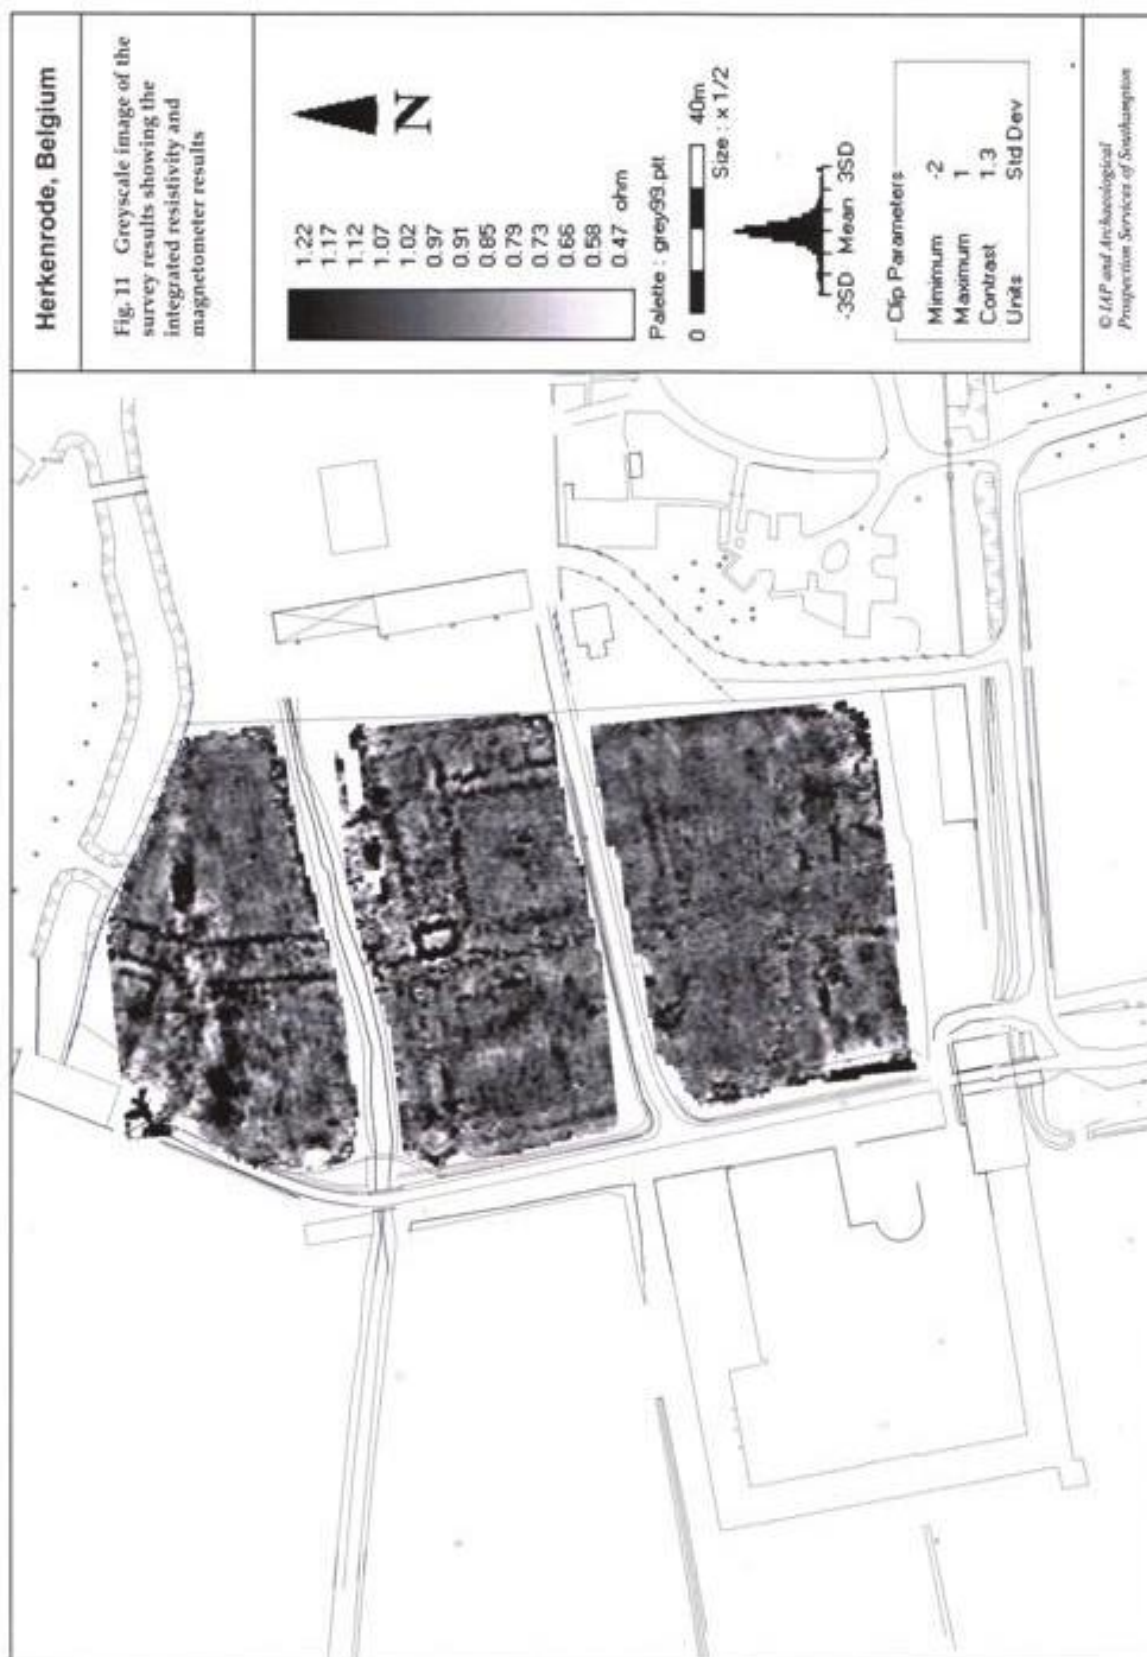 Herkenrode, Belgium
Fig. 11 Greyscale image of the
survey results showing the
integrated resistivity and
magnetometer results
N
1.22
1.17
1.12
1.07
1.02
0.97
0.91
0.85
0.79
0.73
0.66
0.58
0.47 ohm
Palette : grey99.plt
0 40m
Size : x 1/2
-3SD Mean 3SD
Clip Parameters
Minimum -2
Maximum 1
Contrast 1.3
Units Std Dev
© IAP and Archaeological
Prospection Services of Southampton